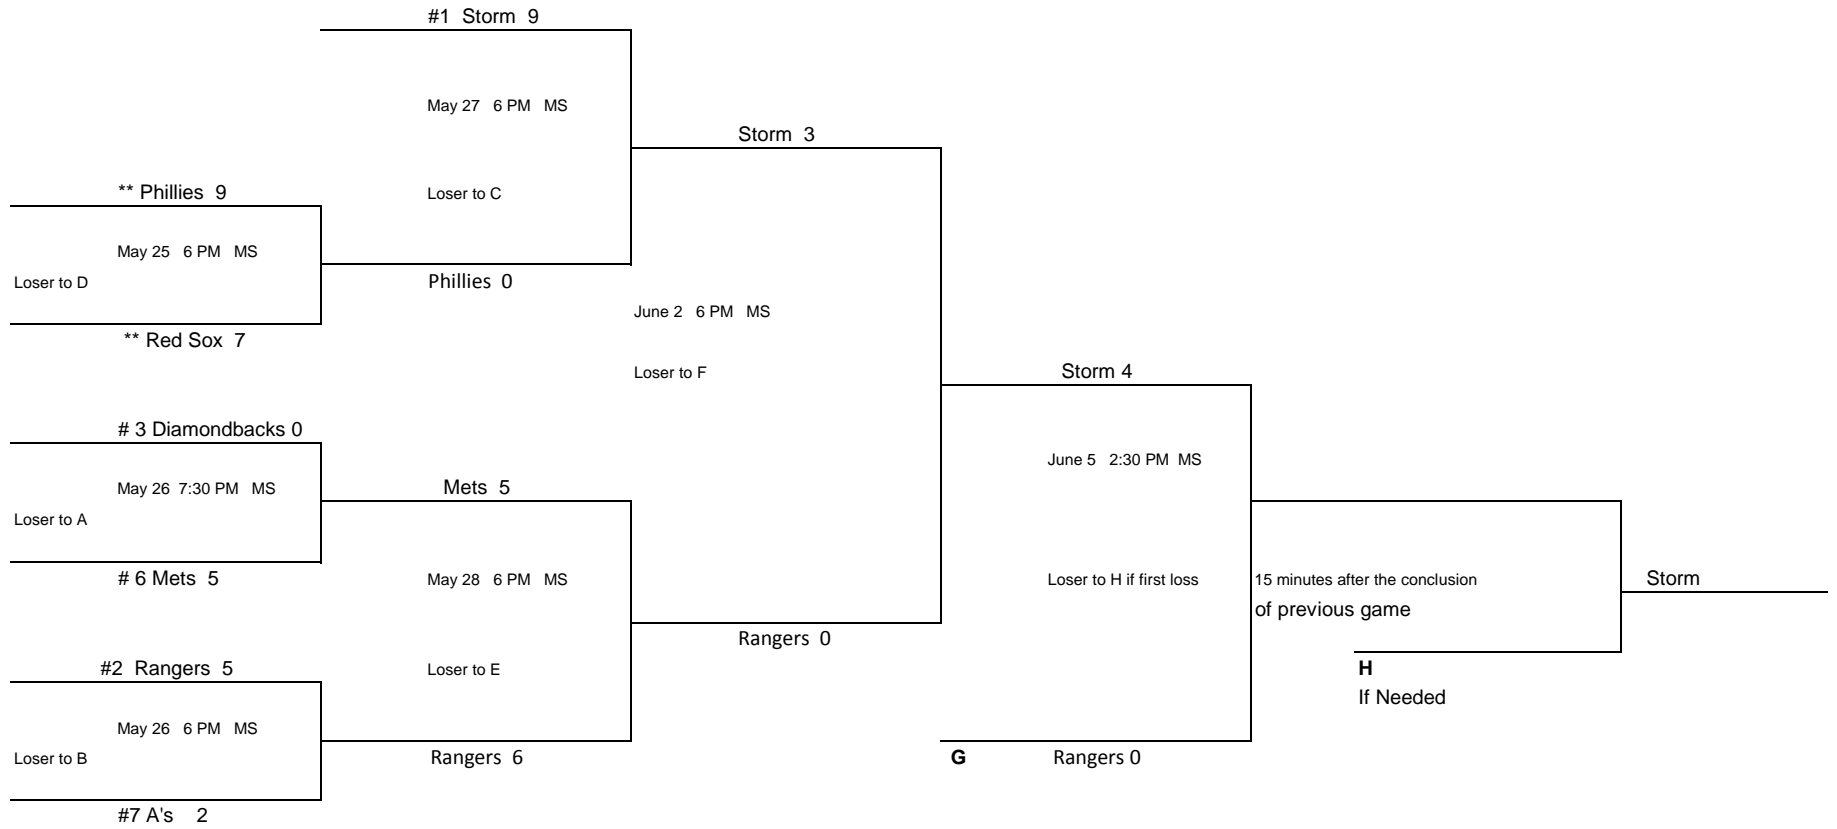 #1 Storm 9
May 27 6 PM MS
Storm 3
** Phillies 9
Loser to C
May 25 6 PM MS
Loser to D
Phillies 0
June 2 6 PM MS
** Red Sox 7
Loser to F
Storm 4
# 3 Diamondbacks 0
June 5 2:30 PM MS
May 26 7:30 PM MS
Mets 5
Loser to A
# 6 Mets 5
May 28 6 PM MS
Loser to H if first loss
15 minutes after the conclusion
of previous game
Storm
Rangers 0
#2 Rangers 5
Loser to E
H
If Needed
May 26 6 PM MS
Loser to B
Rangers 6
G Rangers 0
#7 A's 2